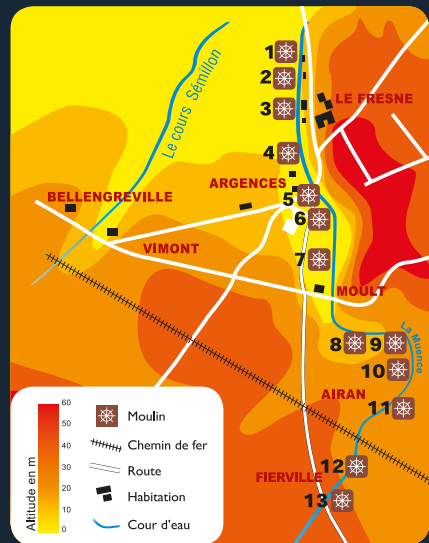 1
2
Le cours Sémillon
LE FRESNE
3
4
ARGENCES
5
BELLENGREVILLE
6
VIMONT
7
MOULT
La Muence
8
9
10
AIRAN
11
12
FIERVILLE
13
Altitude en m
60
50
40
30
20
10
0
Moulin
Chemin de fer
Route
Habitation
Cour d'eau